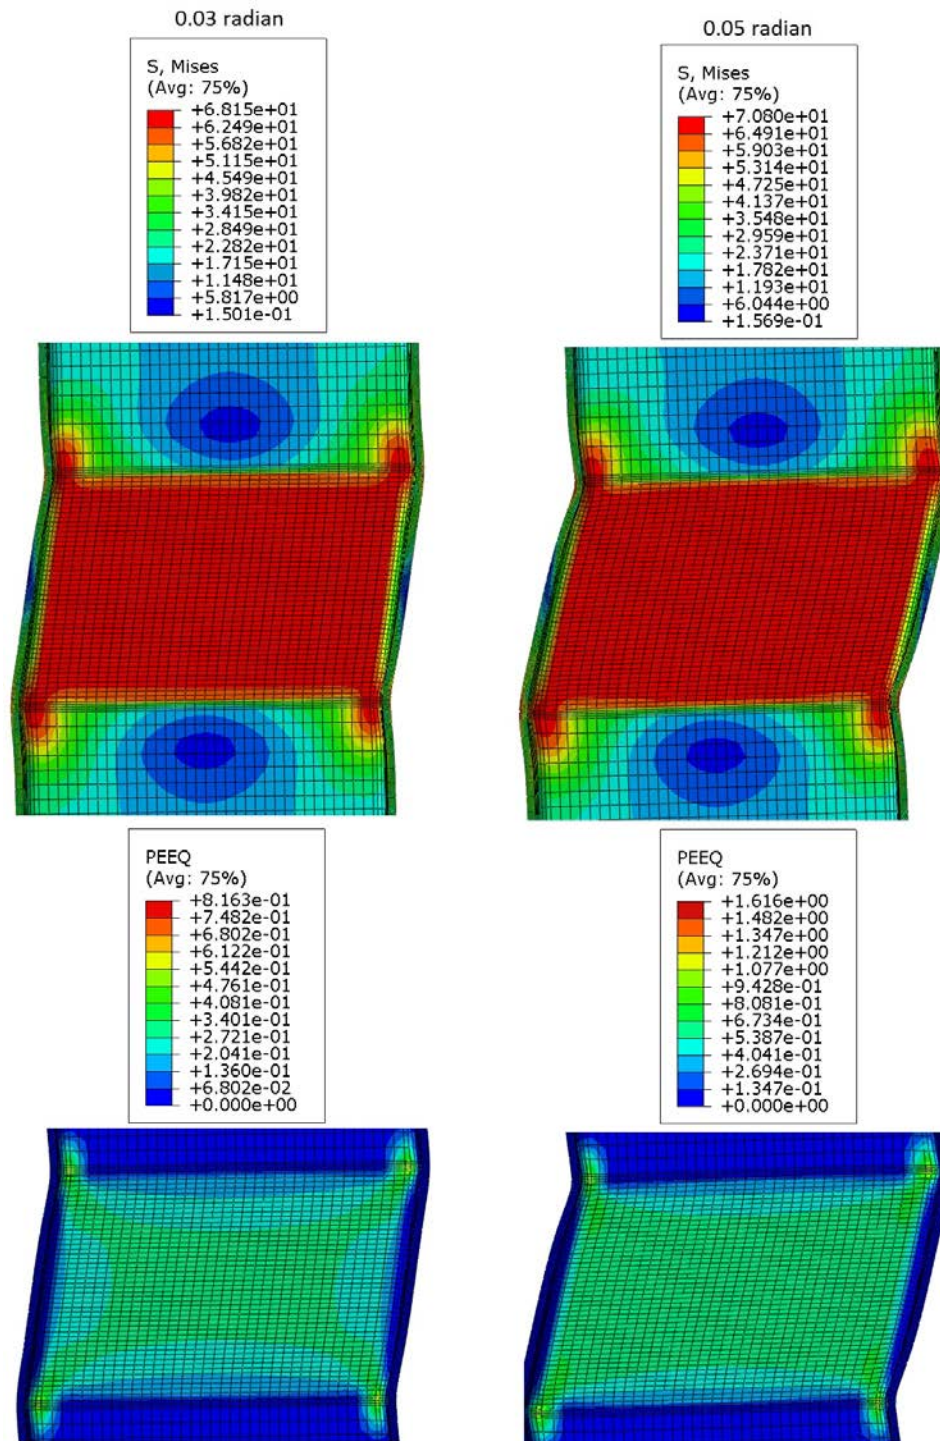 0.03 radian
S, Mises
(Avg: 75%)
+6.815e+01
+6.249e+01
+5.682e+01
+5.115e+01
+4.549e+01
+3.982e+01
+3.415e+01
+2.849e+01
+2.282e+01
+1.715e+01
+1.148e+01
+5.817e+00
+1.501e-01
0.05 radian
S, Mises
(Avg: 75%)
+7.080e+01
+6.491e+01
+5.903e+01
+5.314e+01
+4.725e+01
+4.137e+01
+3.548e+01
+2.959e+01
+2.371e+01
+1.782e+01
+1.193e+01
+6.044e+00
+1.569e-01
PEEQ
(Avg: 75%)
+8.163e-01
+7.482e-01
+6.802e-01
+6.122e-01
+5.442e-01
+4.761e-01
+4.081e-01
+3.401e-01
+2.721e-01
+2.041e-01
+1.360e-01
+6.802e-02
+0.000e+00
PEEQ
(Avg: 75%)
+1.616e+00
+1.482e+00
+1.347e+00
+1.212e+00
+1.077e+00
+9.428e-01
+8.081e-01
+6.734e-01
+5.387e-01
+4.041e-01
+2.694e-01
+1.347e-01
+0.000e+00